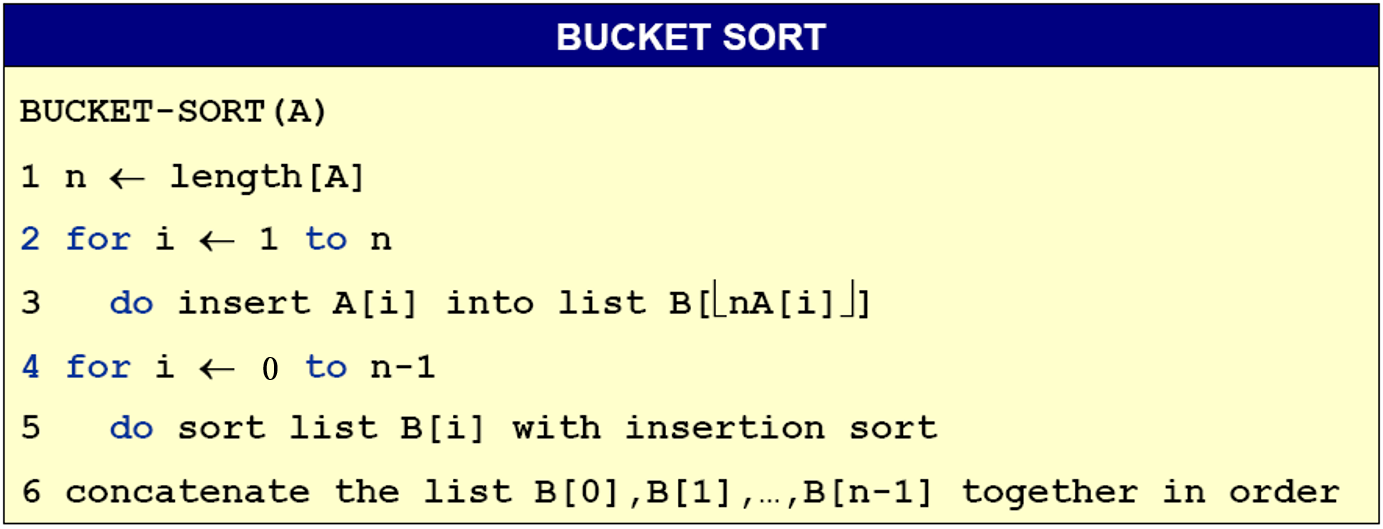 BUCKET SORT
BUCKET-SORT(A)
1 n ← length[A]
2 for i ← 1 to n
3 do insert A[i] into list B[⌊nA[i]⌋]
4 for i ← 0 to n-1
5 do sort list B[i] with insertion sort
6 concatenate the list B[0],B[1],…,B[n-1] together in order